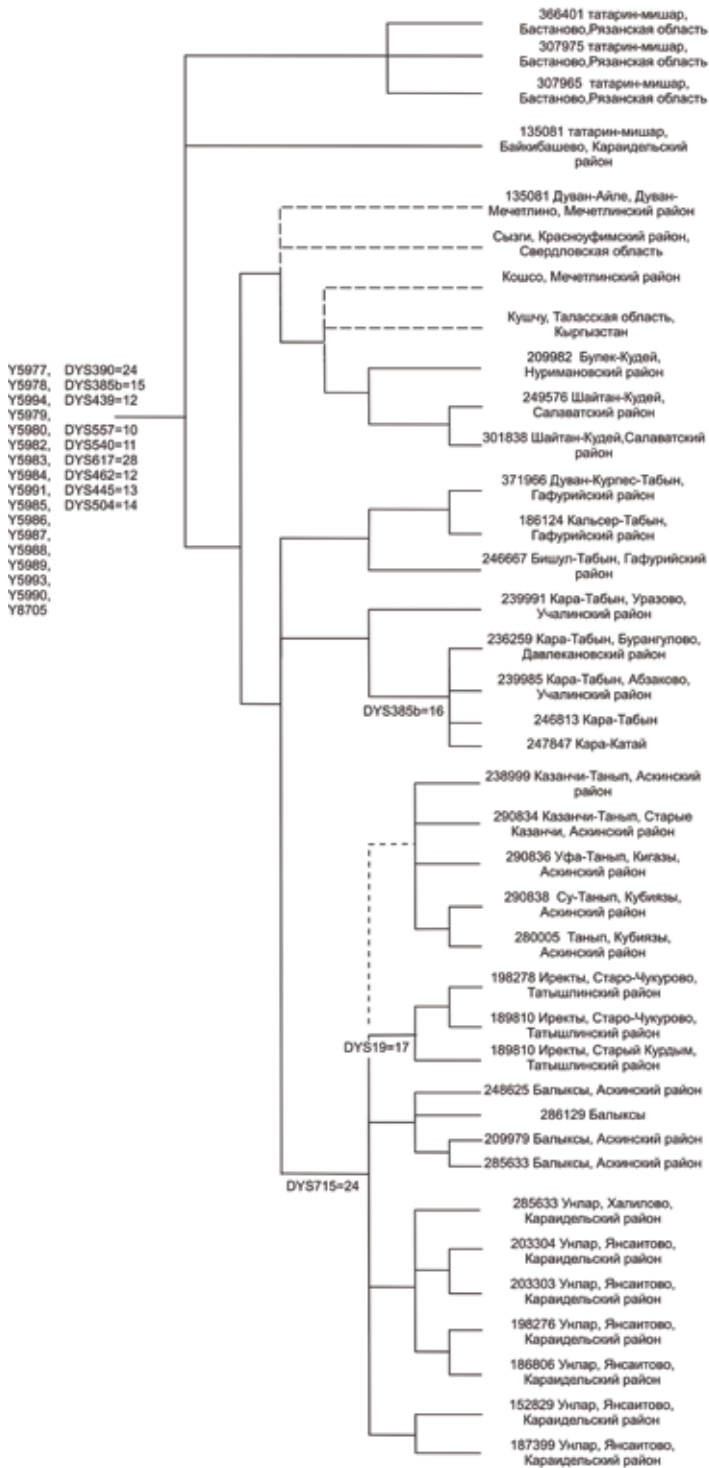 366401 татарин-мишар,
Бастаново,Рязанская область
307975 татарин-мишар,
Бастаново,Рязанская область
307965 татарин-мишар,
Бастаново,Рязанская область
135081 татарин-мишар,
Байкибашево, Караидельский
район
135081 Дуван-Айле, Дуван-
Мечетлино, Мечетлинский район
Сызги, Красноуфимский район,
Свердловская область
Кошсо, Мечетлинский район
Кушчу, Таласская область,
Кыргызстан
209982 Булек-Кудей,
Нуримановский район
249576 Шайтан-Кудей,
Салаватский район
301838 Шайтан-Кудей,Салаватский
район
Y5977, DYS390=24
Y5978, DYS385b=15
Y5994, DYS439=12
Y5979,
Y5980, DYS557=10
Y5982, DYS540=11
Y5983, DYS617=28
Y5984, DYS462=12
Y5991, DYS445=13
Y5985, DYS504=14
Y5986,
Y5987,
Y5988,
Y5989,
Y5993,
Y5990,
Y8705
371966 Дуван-Курпес-Табын,
Гафурийский район
186124 Кальсер-Табын,
Гафурийский район
246667 Бишул-Табын, Гафурийский
район
239991 Кара-Табын, Уразово,
Учалинский район
236259 Кара-Табын, Бурангулово,
Давлекановский район
239985 Кара-Табын, Абзаково,
Учалинский район
DYS385b=16
246813 Кара-Табын
247847 Кара-Катай
238999 Казанчи-Танып, Аскинский
район
290834 Казанчи-Танып, Старые
Казанчи, Аскинский район
290836 Уфа-Танып, Кигазы,
Аскинский район
290838 Су-Танып, Кубиязы,
Аскинский район
280005 Танып, Кубиязы,
Аскинский район
198278 Иректы, Старо-Чукурово,
Татышлинский район
189810 Иректы, Старо-Чукурово,
Татышлинский район
DYS19=17
189810 Иректы, Старый Курдым,
Татышлинский район
248625 Балыксы, Аскинский район
286129 Балыксы
209979 Балыксы, Аскинский район
285633 Балыксы, Аскинский район
DYS715=24
285633 Унлар, Халилово,
Караидельский район
203304 Унлар, Янсаитово,
Караидельский район
203303 Унлар, Янсаитово,
Караидельский район
198276 Унлар, Янсаитово,
Караидельский район
186806 Унлар, Янсаитово,
Караидельский район
152829 Унлар, Янсаитово,
Караидельский район
187399 Унлар, Янсаитово,
Караидельский район